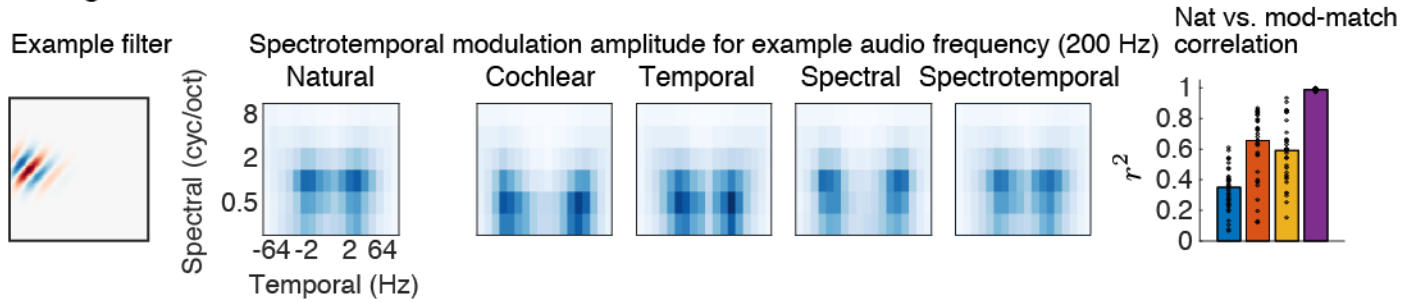 Example filter
Spectrotemporal modulation amplitude for example audio frequency (200 Hz)
Nat vs. mod-match
correlation
Natural
Cochlear
Temporal
Spectral
Spectrotemporal
Spectral (cyc/oct)
8
2
0.5
-64 -2 2 64
Temporal (Hz)
r²
1
0.8
0.6
0.4
0.2
0